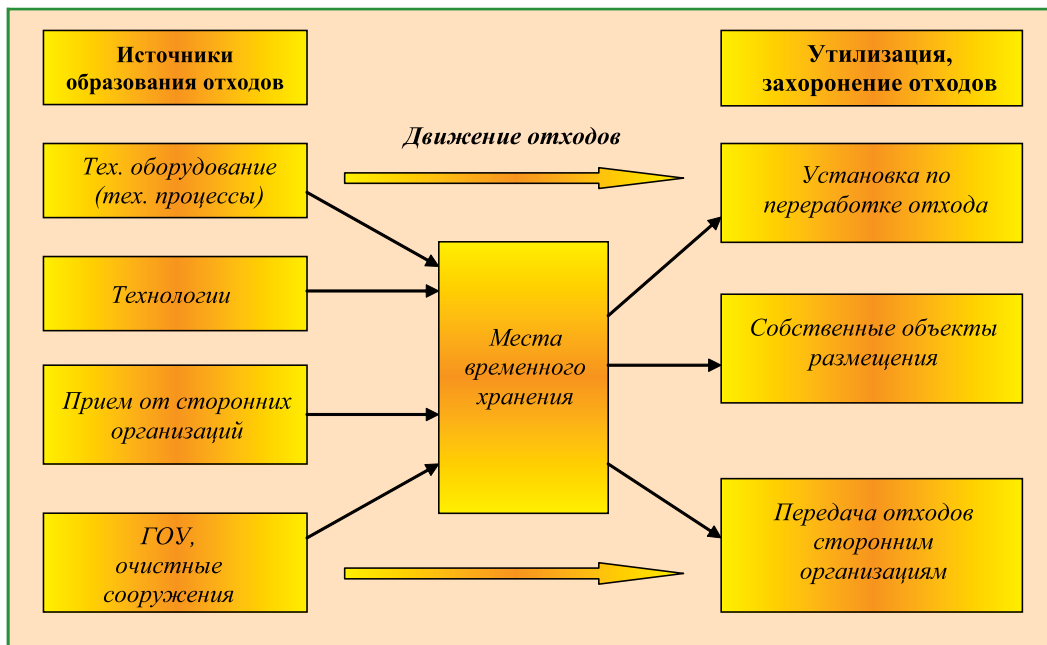 Источники
образования отходов
Утилизация,
захоронение отходов
Движение отходов
Тех. оборудование
(тех. процессы)
Технологии
Прием от сторонних
организаций
ГОУ,
очистные
сооружения
Места
временного
хранения
Установка по
переработке отхода
Собственные объекты
размещения
Передача отходов
сторонним
организациям